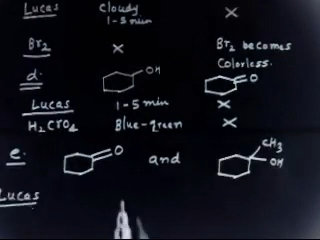 Lucas cloudy ×
1-5 min
Br2 × Br2 becomes
Colorless.
d. OH O
Lucas 1-5 min ×
H2CrO4 Blue-green ×
e. O and CH3
OH
Lucas